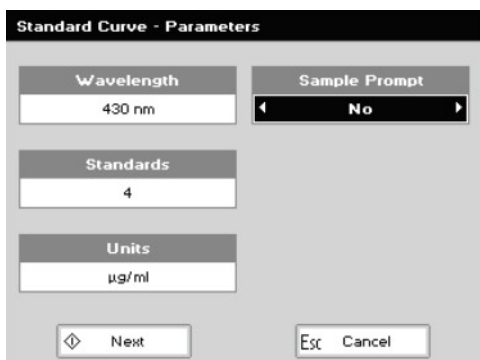 Standard Curve - Parameters
Wavelength
430 nm
Sample Prompt
No
Standards
4
Units
µg/ml
Next
Esc Cancel